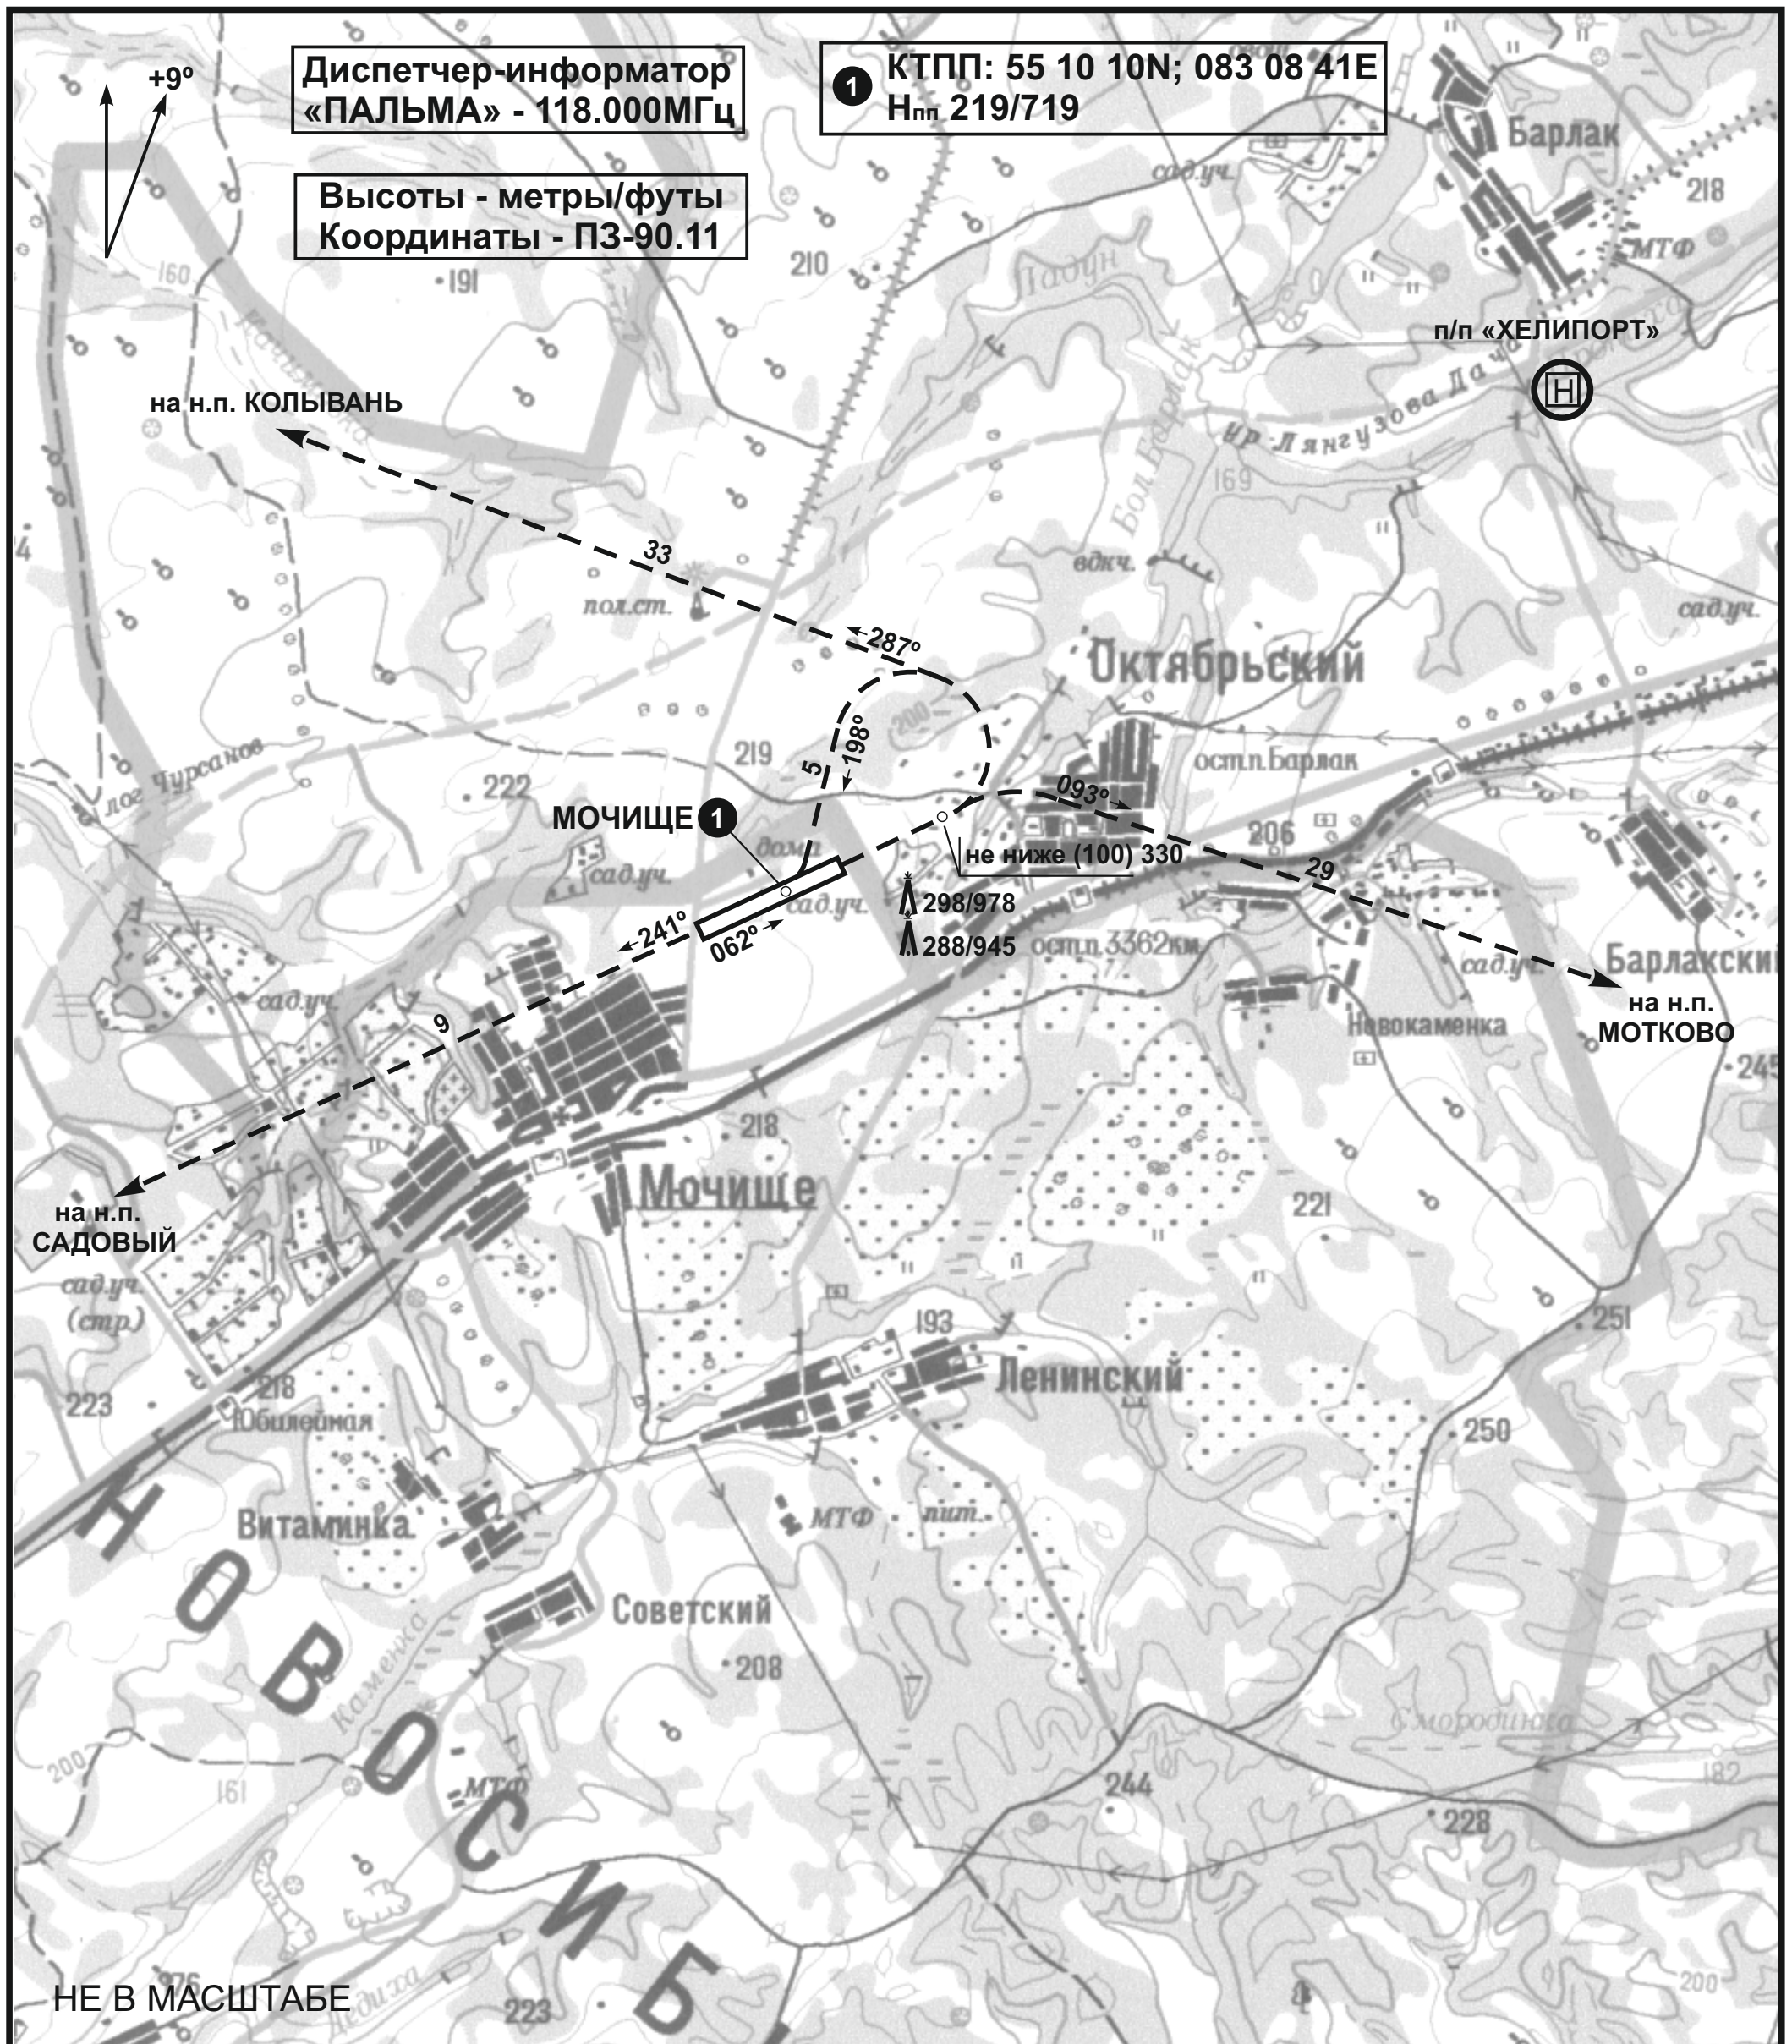 +9º
Диспетчер-информатор
«ПАЛЬМА» - 118.000МГц
1 КТПП: 55 10 10N; 083 08 41E
Hпп 219/719
Высоты - метры/футы
Координаты - ПЗ-90.11
Барлак
сад.уч.
218
МТФ
160
191
210
п/п «ХЕЛИПОРТ»
H
на н.п. КОЛЫВАНЬ
ур. Лянгузова Дача
Бол. Барлак
169
33
вдкч.
пол.ст.
сад.уч.
287º
Октябрьский
200
198º
5
219
ост.п.Барлак
лог Чурсанов
222
093º
МОЧИЩЕ 1
206
дома
не ниже (100) 330
сад.уч.
29
сад.уч.
298/978
241º
062º
288/945
ост.п.3362км
сад.уч.
Барлакский
сад.уч.
на н.п.
МОТКОВО
9
Новокаменка
245
218
Мочище
221
на н.п.
САДОВЫЙ
сад.уч.
(стр.)
193
251
Ленинский
218
223
Юбилейная
250
МТФ
пит.
Витаминка
Советский
Каменка
208
Смородинка
200
161
МТФ
244
182
228
НОВОСИБ
НЕ В МАСШТАБЕ
223
200